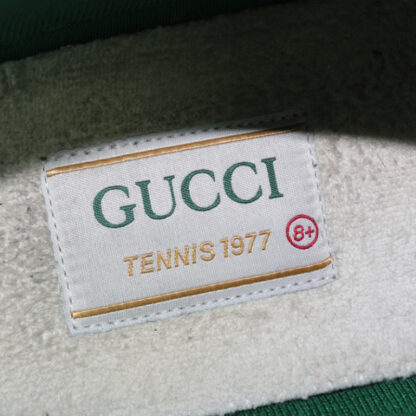 GUCCI
TENNIS 1977
8+